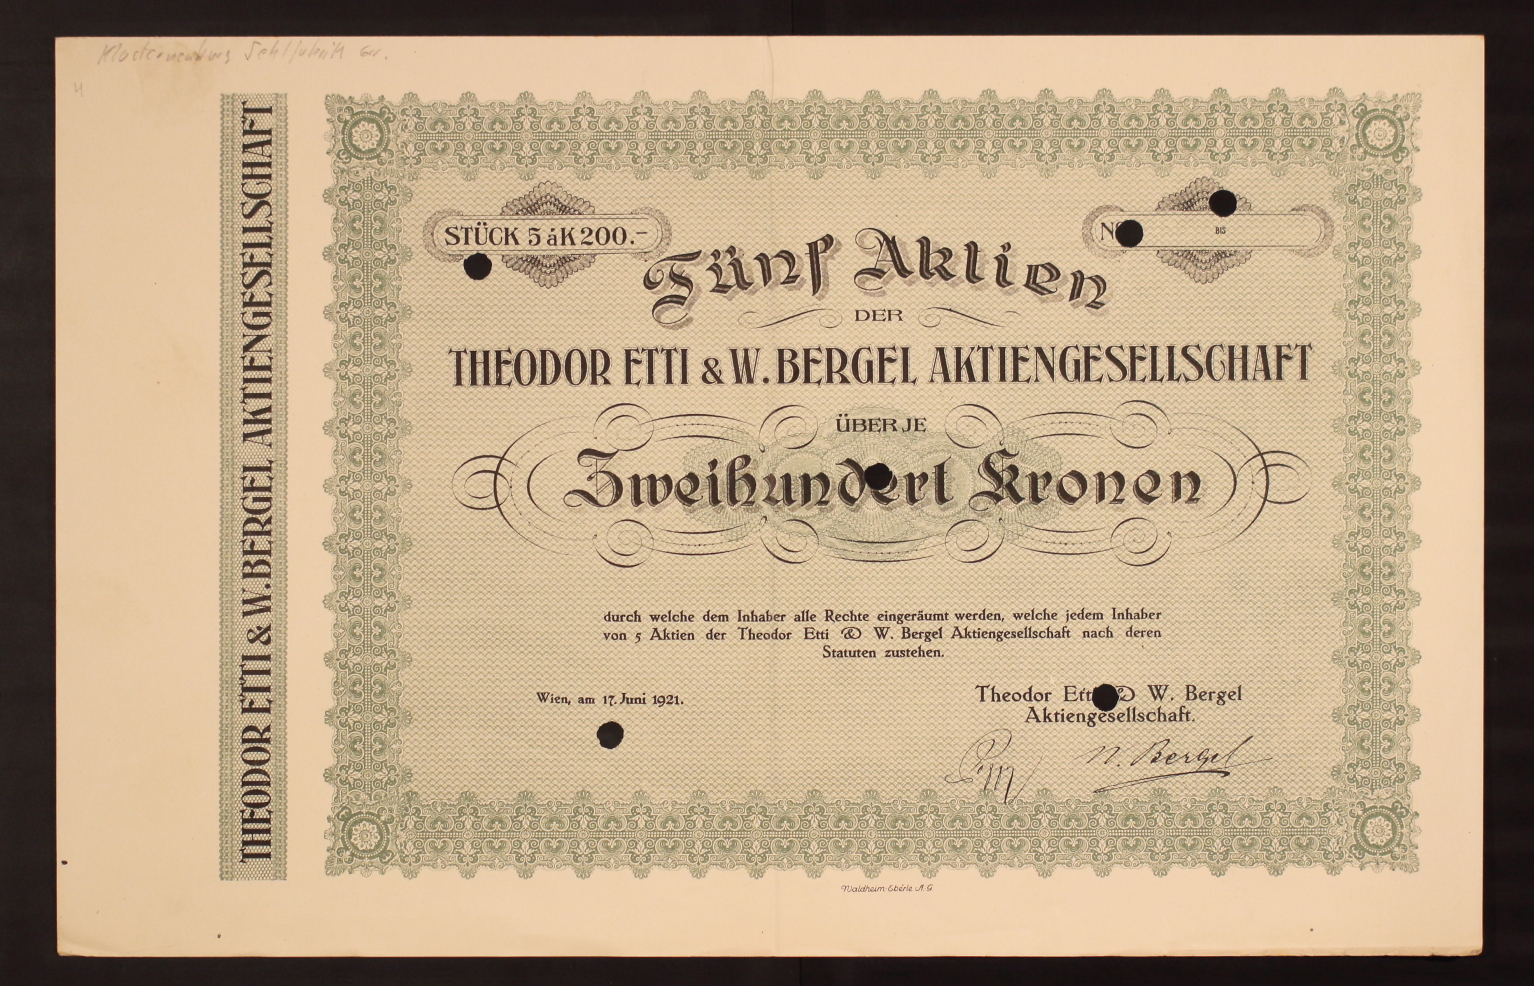 Klosterneuburg
THEODOR ETTI & W. BERGEL AKTIENGESELLSCHAFT
STÜCK 5 à K 200.–
BIS
Fünf Aktien
DER
THEODOR ETTI & W. BERGEL AKTIENGESELLSCHAFT
ÜBER JE
Zweihundert Kronen
durch welche dem Inhaber alle Rechte eingeräumt werden, welche jedem Inhaber
von 5 Aktien der Theodor Etti & W. Bergel Aktiengesellschaft nach deren
Statuten zustehen.
Wien, am 17. Juni 1921.
Theodor Etti & W. Bergel
Aktiengesellschaft.
W. Bergel
Waldheim-Eberle A. G.